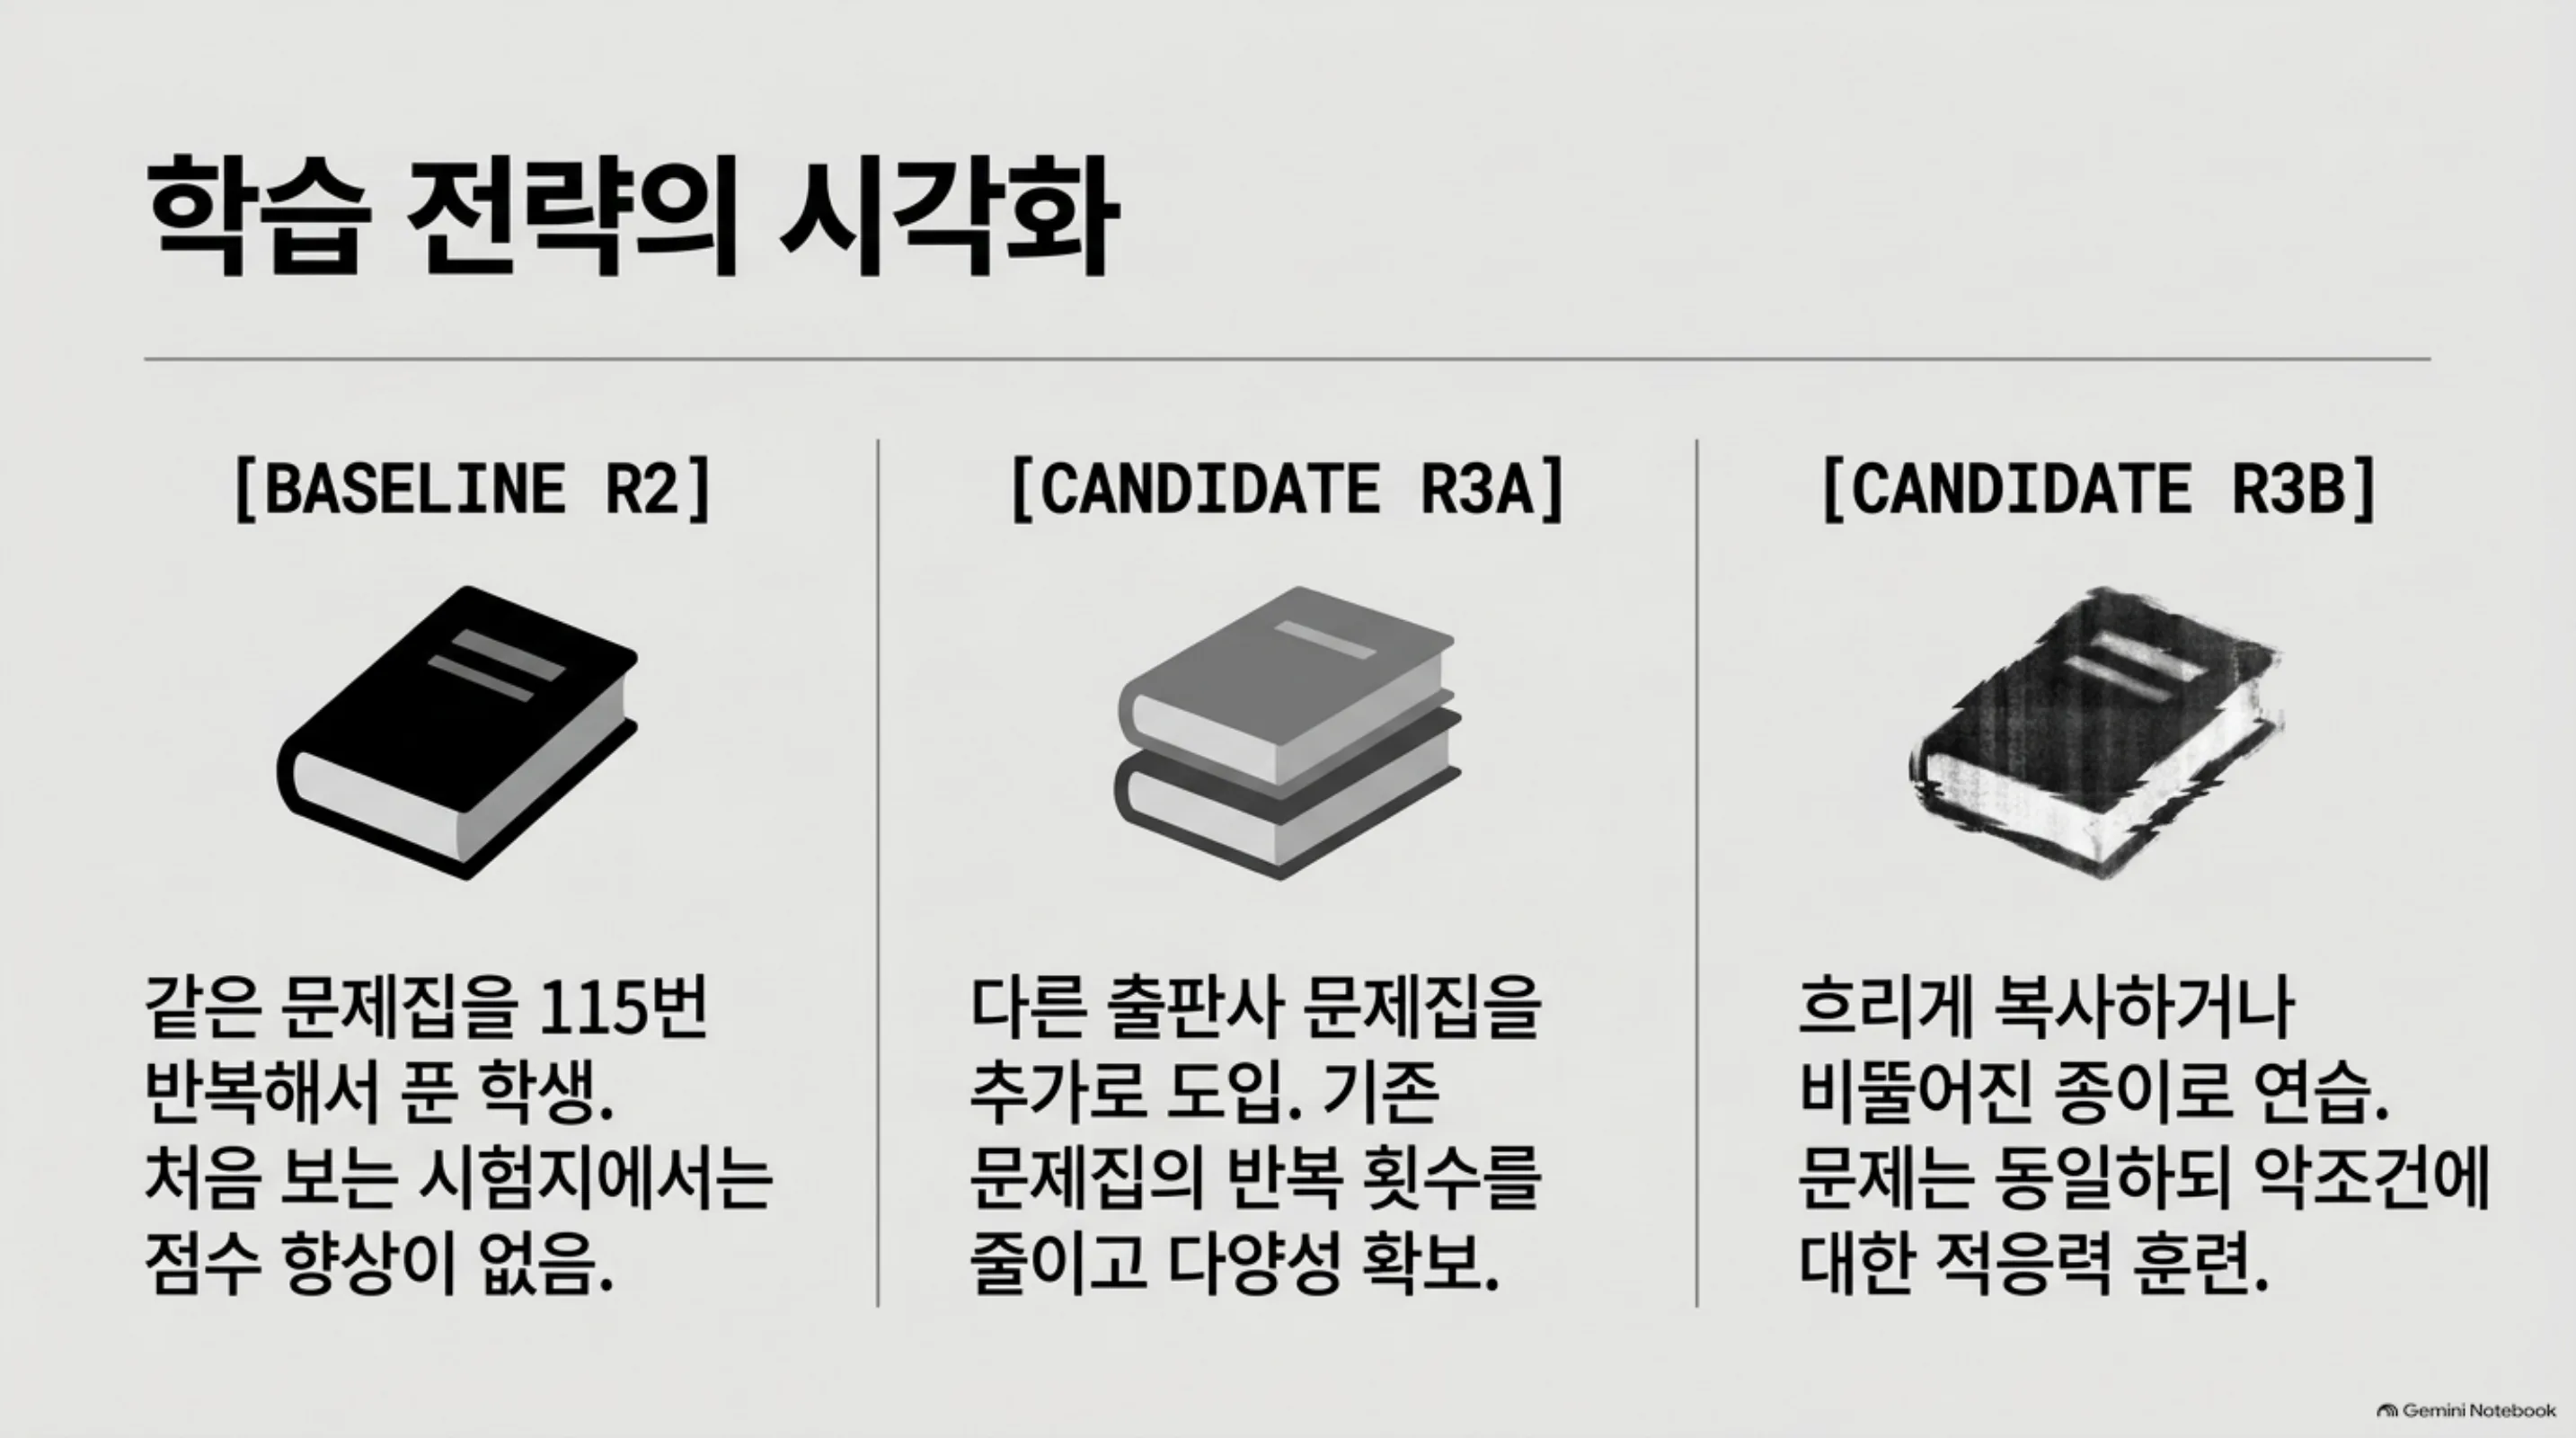 학습 전략의 시각화
[BASELINE R2]
같은 문제집을 115번
반복해서 푼 학생.
처음 보는 시험지에서는
점수 향상이 없음.
[CANDIDATE R3A]
다른 출판사 문제집을
추가로 도입. 기존
문제집의 반복 횟수를
줄이고 다양성 확보.
[CANDIDATE R3B]
흐리게 복사하거나
비뚤어진 종이로 연습.
문제는 동일하되 악조건에
대한 적응력 훈련.
Gemini Notebook